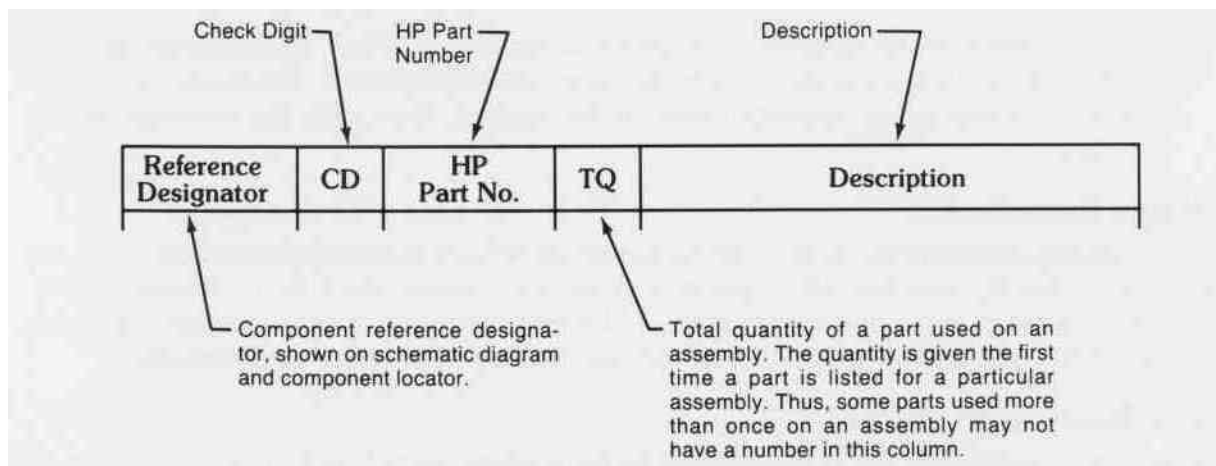 Check Digit
HP Part
Number
Description
Reference
Designator
CD
HP
Part No.
TQ
Description
Component reference designa-
tor, shown on schematic diagram
and component locator.
Total quantity of a part used on an
assembly. The quantity is given the first
time a part is listed for a particular
assembly. Thus, some parts used more
than once on an assembly may not
have a number in this column.